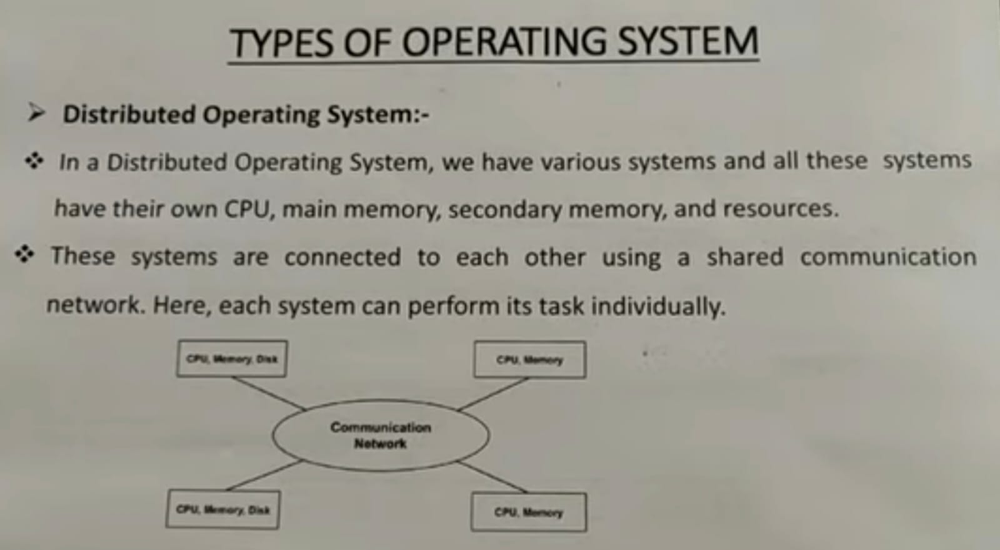 TYPES OF OPERATING SYSTEM
➢ Distributed Operating System:-
❖ In a Distributed Operating System, we have various systems and all these systems
have their own CPU, main memory, secondary memory, and resources.
❖ These systems are connected to each other using a shared communication
network. Here, each system can perform its task individually.
CPU, Memory, Disk
CPU, Memory
Communication
Network
CPU, Memory, Disk
CPU, Memory